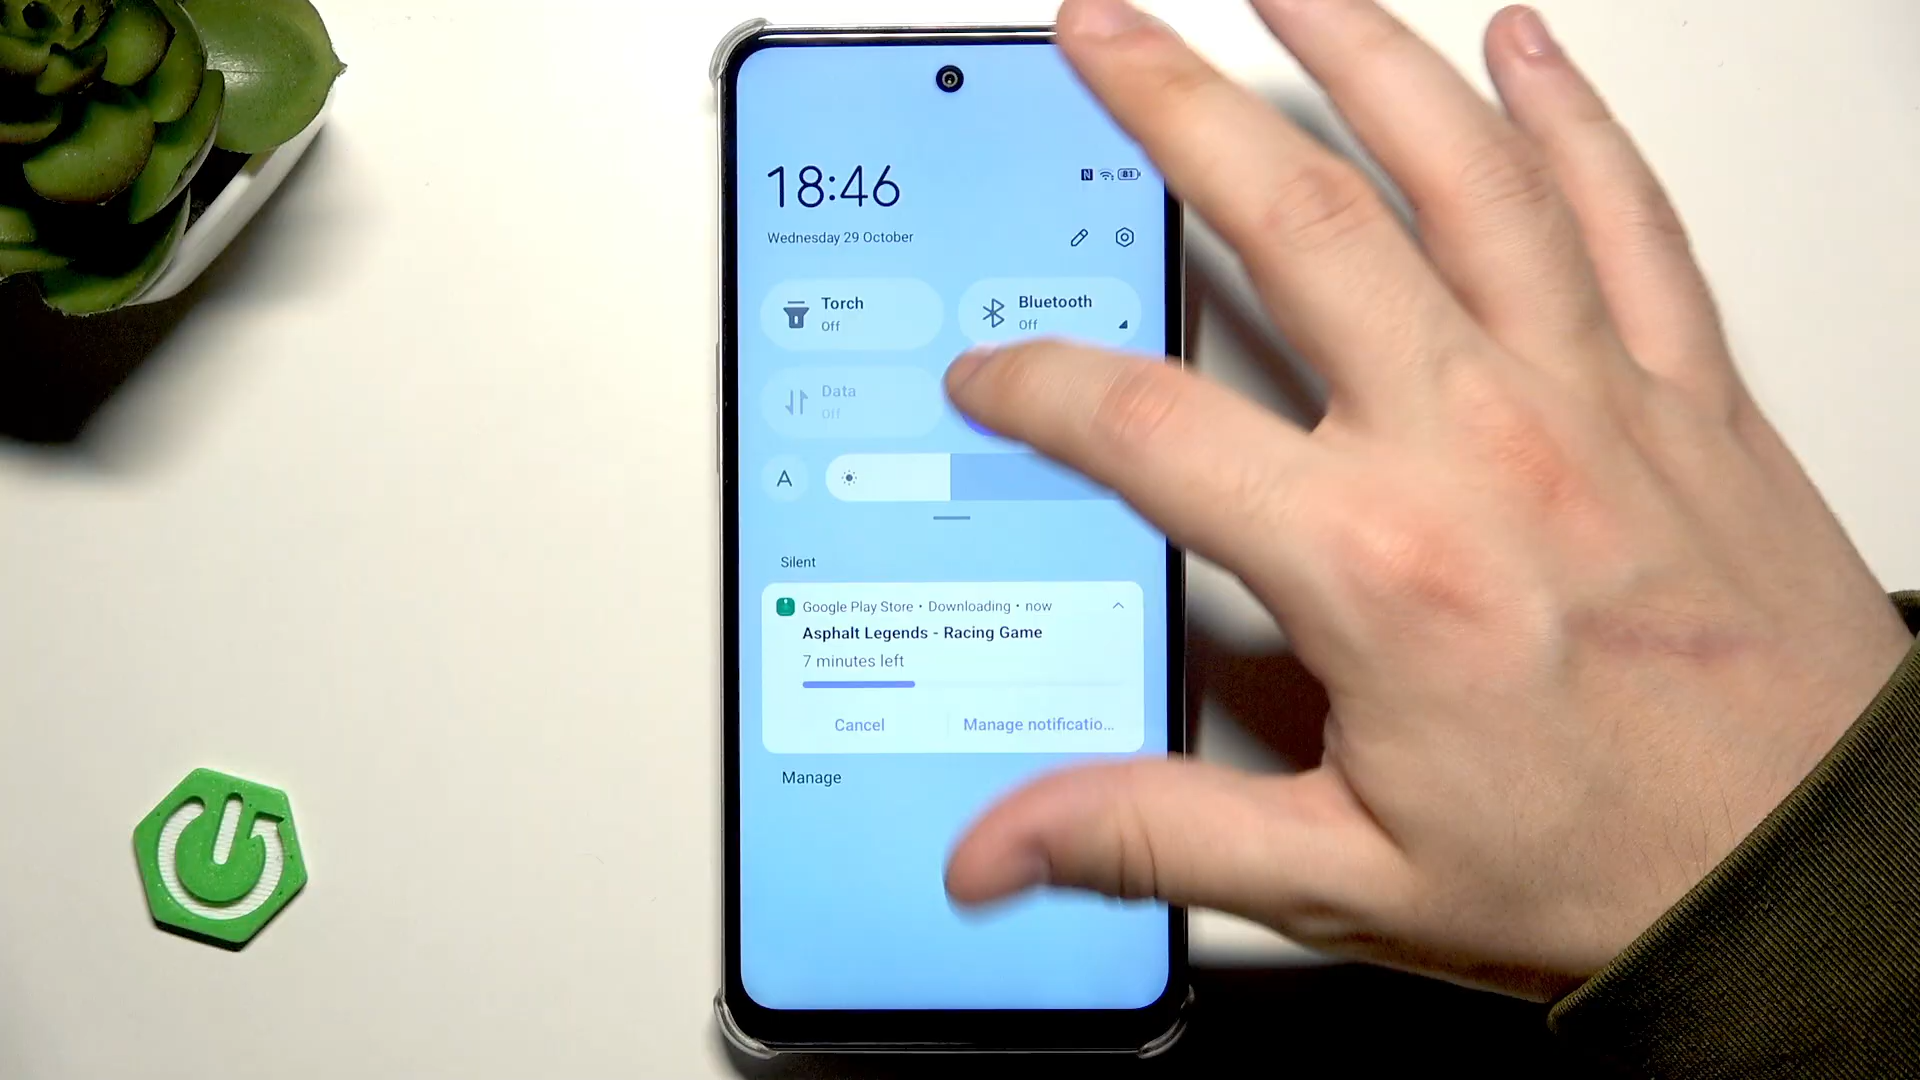 18:46
N 81
Wednesday 29 October
Torch
Off
Bluetooth
Off
Data
Off
A
Silent
Google Play Store • Downloading • now
Asphalt Legends - Racing Game
7 minutes left
Cancel
Manage notificatio...
Manage